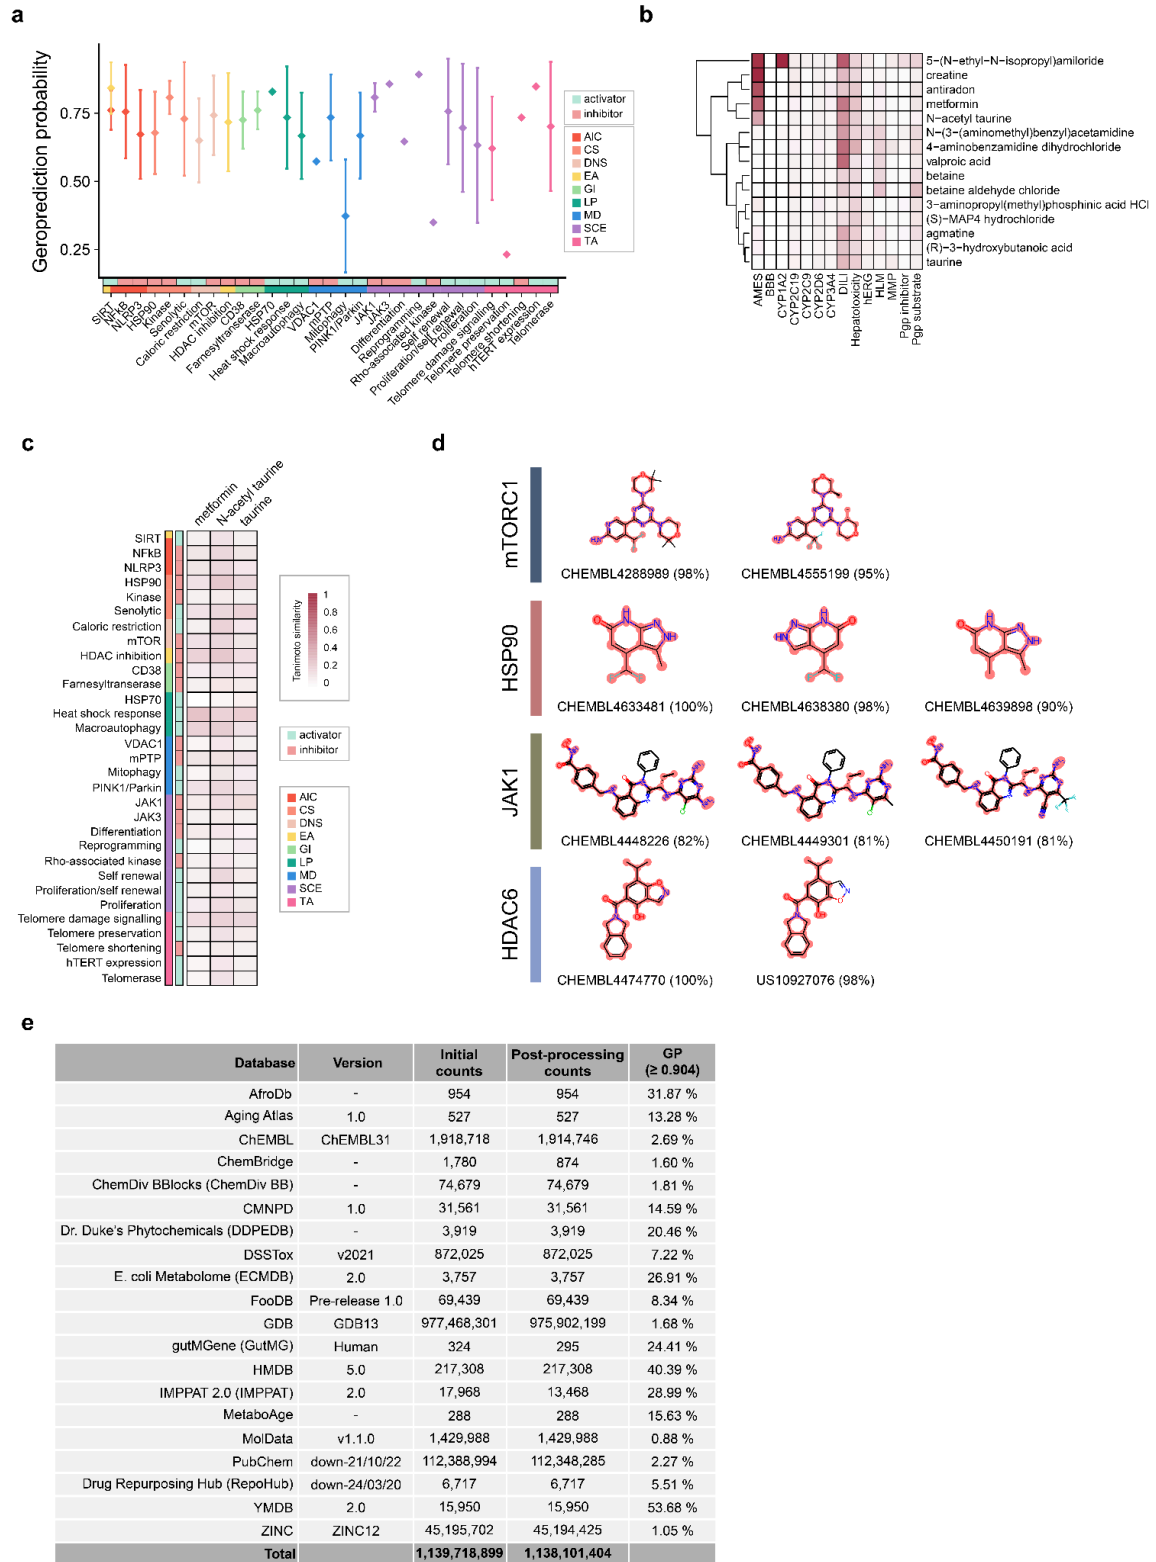 a
Geroprediction probability
0.75
0.50
0.25
activator
inhibitor
AIC
CS
DNS
EA
GI
LP
MD
SCE
TA
SIRT
NFkB
NLRP3
HSP90
Kinase
Senolytic
Caloric restriction
mTOR
HDAC inhibition
CD38
Farnesyltranserase
HSP70
Heat shock response
Macroautophagy
VDAC1
mPTP
Mitophagy
PINK1/Parkin
JAK1
JAK3
Differentiation
Reprogramming
Rho-associated kinase
Self renewal
Proliferation/self renewal
Proliferation
Telomere damage signalling
Telomere preservation
Telomere shortening
hTERT expression
Telomerase
b
5-(N-ethyl-N-isopropyl)amiloride
creatine
antiradon
metformin
N-acetyl taurine
N-(3-(aminomethyl)benzyl)acetamidine
4-aminobenzamidine dihydrochloride
valproic acid
betaine
betaine aldehyde chloride
3-aminopropyl(methyl)phosphinic acid HCl
(S)-MAP4 hydrochloride
agmatine
(R)-3-hydroxybutanoic acid
taurine
AMES
BBB
CYP1A2
CYP2C19
CYP2C9
CYP2D6
CYP3A4
DILI
Hepatotoxicity
hERG
HLM
MMP
Pgp inhibitor
Pgp substrate
c
metformin
N-acetyl taurine
taurine
SIRT
NFkB
NLRP3
HSP90
Kinase
Senolytic
Caloric restriction
mTOR
HDAC inhibition
CD38
Farnesyltranserase
HSP70
Heat shock response
Macroautophagy
VDAC1
mPTP
Mitophagy
PINK1/Parkin
JAK1
JAK3
Differentiation
Reprogramming
Rho-associated kinase
Self renewal
Proliferation/self renewal
Proliferation
Telomere damage signalling
Telomere preservation
Telomere shortening
hTERT expression
Telomerase
Tanimoto similarity
1
0.8
0.6
0.4
0.2
0
activator
inhibitor
AIC
CS
DNS
EA
GI
LP
MD
SCE
TA
d
mTORC1
CHEMBL4288989 (98%)
CHEMBL4555199 (95%)
HSP90
CHEMBL4633481 (100%)
CHEMBL4638380 (98%)
CHEMBL4639898 (90%)
JAK1
CHEMBL4448226 (82%)
CHEMBL4449301 (81%)
CHEMBL4450191 (81%)
HDAC6
CHEMBL4474770 (100%)
US10927076 (98%)
e
Database Version Initial counts Post-processing counts GP (≥ 0.904)
AfroDb - 954 954 31.87 %
Aging Atlas 1.0 527 527 13.28 %
ChEMBL ChEMBL31 1,918,718 1,914,746 2.69 %
ChemBridge - 1,780 874 1.60 %
ChemDiv BBlocks (ChemDiv BB) - 74,679 74,679 1.81 %
CMNPD 1.0 31,561 31,561 14.59 %
Dr. Duke's Phytochemicals (DDPEDB) - 3,919 3,919 20.46 %
DSSTox v2021 872,025 872,025 7.22 %
E. coli Metabolome (ECMDB) 2.0 3,757 3,757 26.91 %
FooDB Pre-release 1.0 69,439 69,439 8.34 %
GDB GDB13 977,468,301 975,902,199 1.68 %
gutMGene (GutMG) Human 324 295 24.41 %
HMDB 5.0 217,308 217,308 40.39 %
IMPPAT 2.0 (IMPPAT) 2.0 17,968 13,468 28.99 %
MetaboAge - 288 288 15.63 %
MolData v1.1.0 1,429,988 1,429,988 0.88 %
PubChem down-21/10/22 112,388,994 112,348,285 2.27 %
Drug Repurposing Hub (RepoHub) down-24/03/20 6,717 6,717 5.51 %
YMDB 2.0 15,950 15,950 53.68 %
ZINC ZINC12 45,195,702 45,194,425 1.05 %
Total 1,139,718,899 1,138,101,404